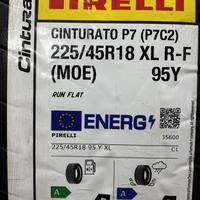 PIRELLI
Cinturato
CINTURATO P7 (P7C2)
225/45R18 XL R-F
(MOE) 95Y
RUN FLAT
ENERG
PIRELLI 35600
225/45R18 95 Y XL C1
A
A